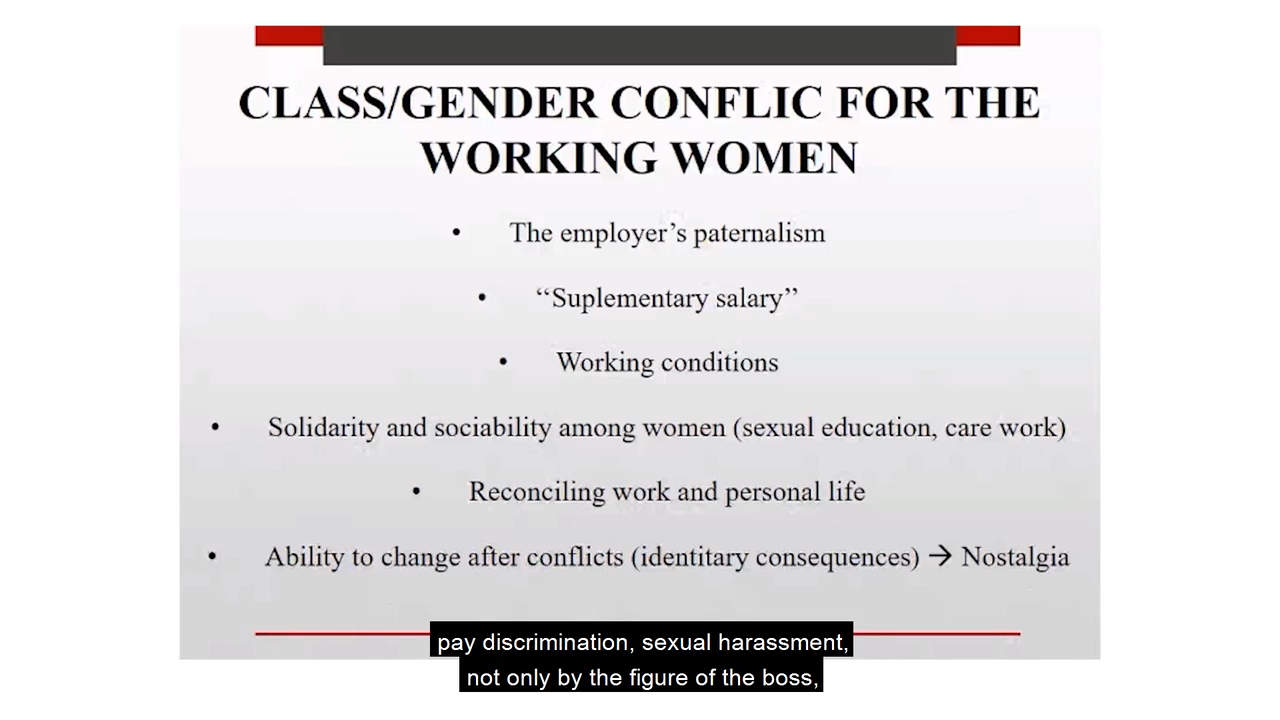 CLASS/GENDER CONFLIC FOR THE
WORKING WOMEN
• The employer’s paternalism
• “Suplementary salary”
• Working conditions
• Solidarity and sociability among women (sexual education, care work)
• Reconciling work and personal life
• Ability to change after conflicts (identitary consequences) → Nostalgia
pay discrimination, sexual harassment,
not only by the figure of the boss,